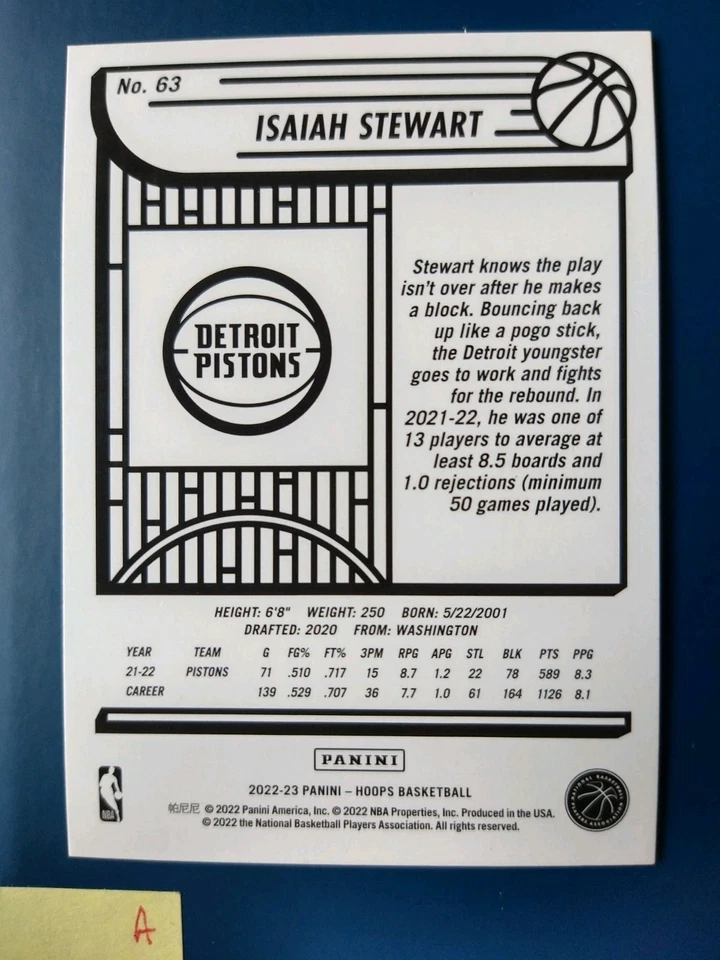 No. 63
ISAIAH STEWART
DETROIT
PISTONS
Stewart knows the play
isn't over after he makes
a block. Bouncing back
up like a pogo stick,
the Detroit youngster
goes to work and fights
for the rebound. In
2021-22, he was one of
13 players to average at
least 8.5 boards and
1.0 rejections (minimum
50 games played).
HEIGHT: 6'8" WEIGHT: 250 BORN: 5/22/2001
DRAFTED: 2020 FROM: WASHINGTON
YEAR TEAM G FG% FT% 3PM RPG APG STL BLK PTS PPG
21-22 PISTONS 71 .510 .717 15 8.7 1.2 22 78 589 8.3
CAREER 139 .529 .707 36 7.7 1.0 61 164 1126 8.1
PANINI
2022-23 PANINI – HOOPS BASKETBALL
帕尼尼 © 2022 Panini America, Inc. © 2022 NBA Properties, Inc. Produced in the USA.
© 2022 the National Basketball Players Association. All rights reserved.
NBA
NATIONAL BASKETBALL
PLAYERS ASSOCIATION
A